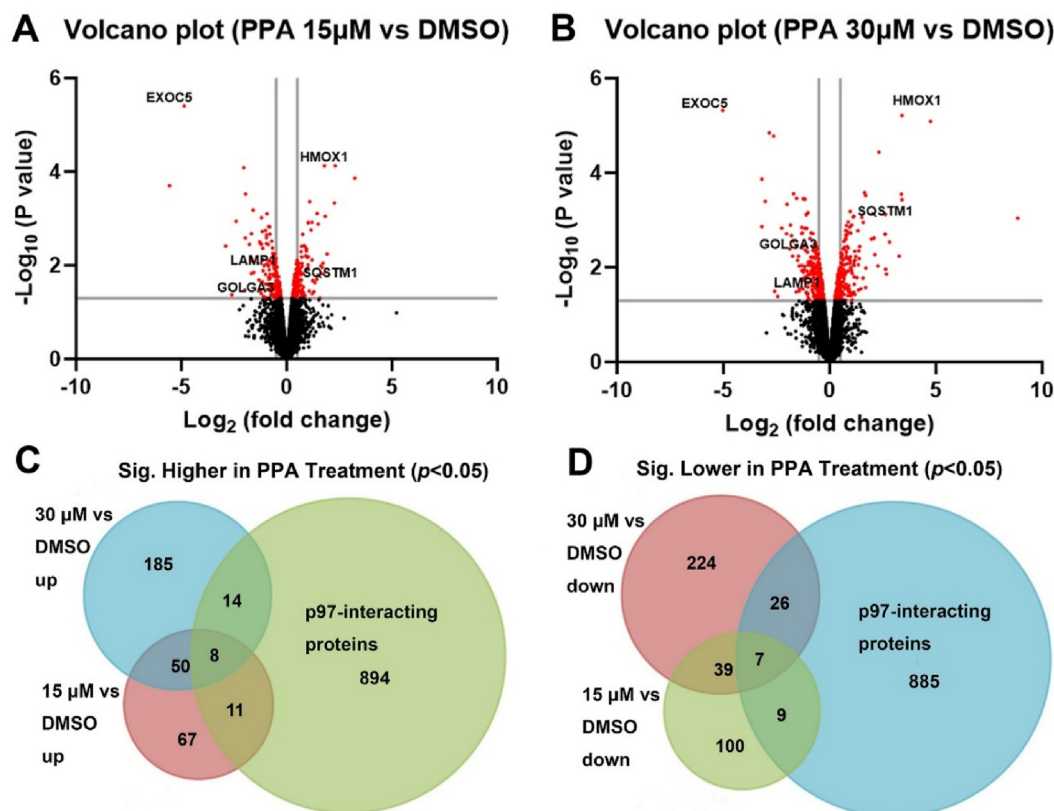 A Volcano plot (PPA 15µM vs DMSO)
6
4
2
0
-10
-5
0
5
10
-Log10 (P value)
Log2 (fold change)
EXOC5
HMOX1
LAMP1
SQSTM1
GOLGA3
B Volcano plot (PPA 30µM vs DMSO)
6
4
2
0
-10
-5
0
5
10
-Log10 (P value)
Log2 (fold change)
EXOC5
HMOX1
SQSTM1
GOLGA3
LAMP1
C
Sig. Higher in PPA Treatment (p<0.05)
30 µM vs
DMSO
up
185
14
p97-interacting
proteins
894
50
8
11
15 µM vs
DMSO
up
67
D
Sig. Lower in PPA Treatment (p<0.05)
30 µM vs
DMSO
down
224
26
p97-interacting
proteins
885
39
7
9
15 µM vs
DMSO
down
100